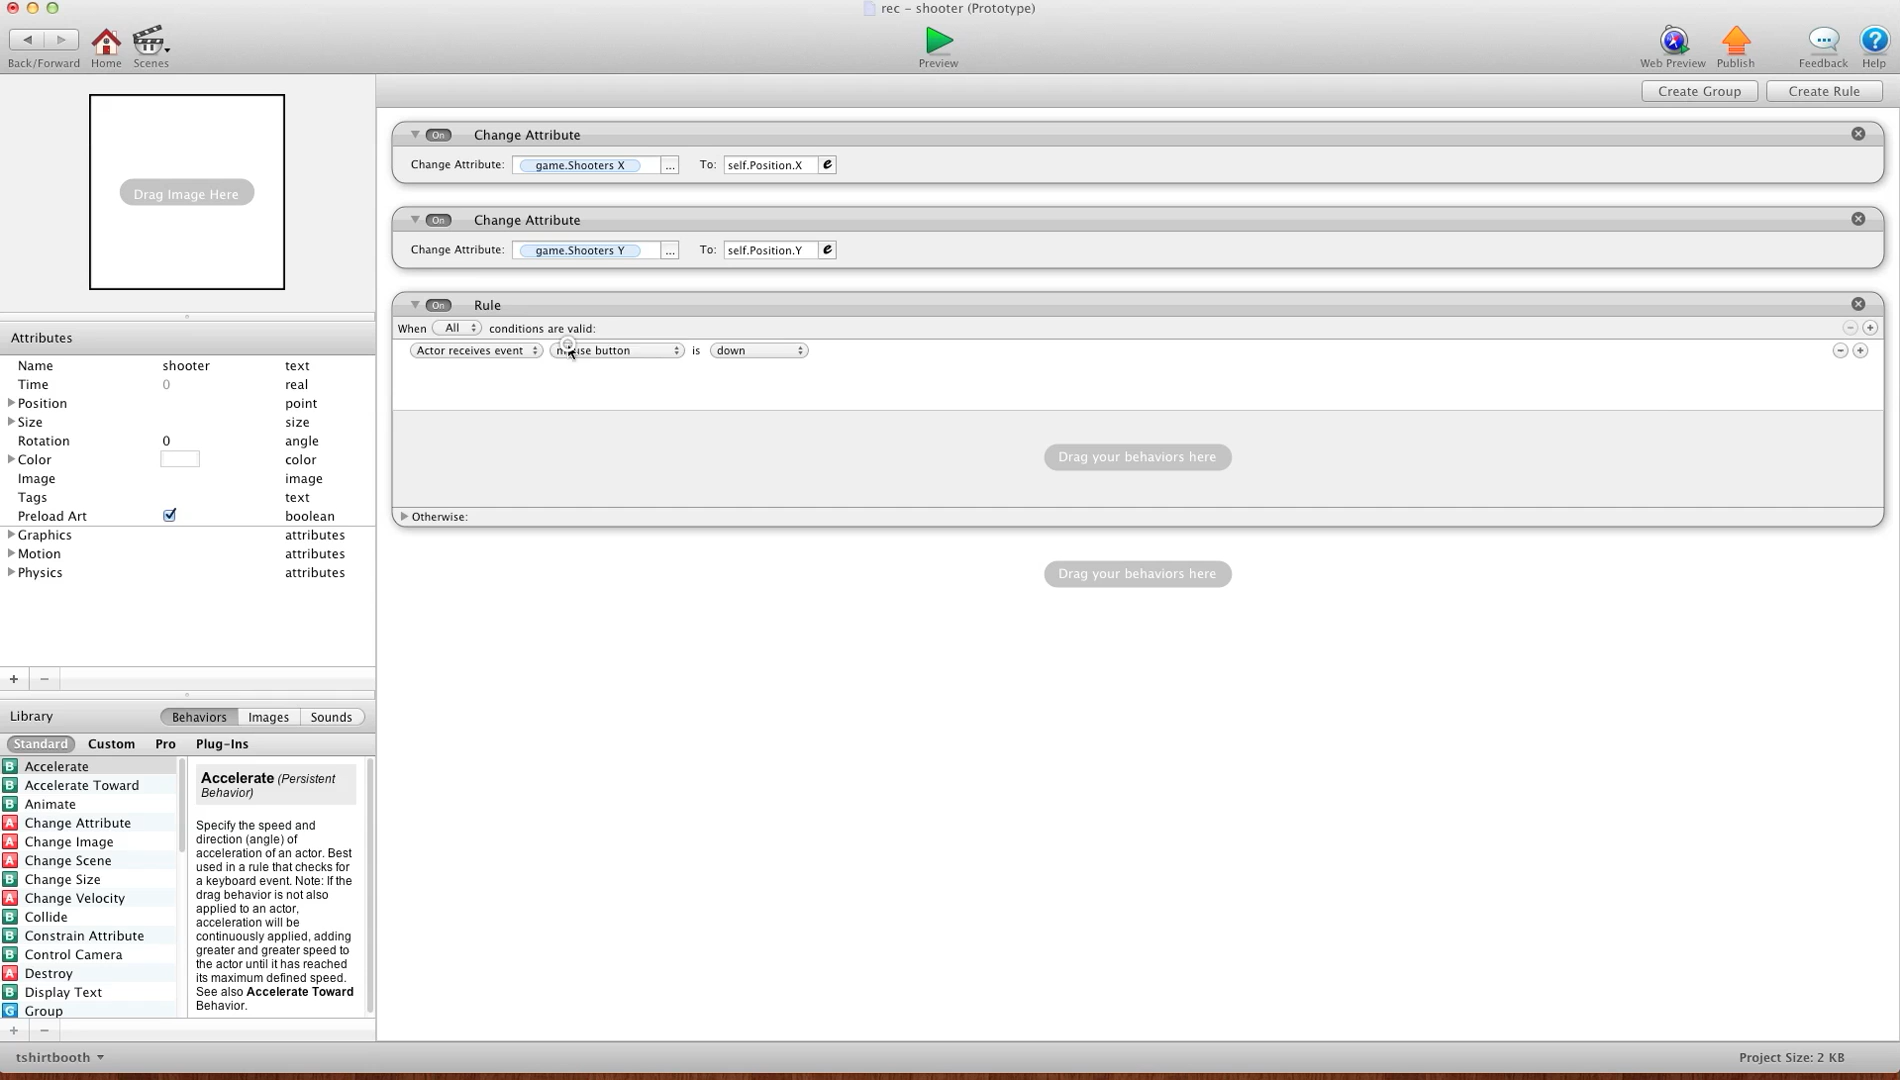 rec – shooter (Prototype)
Back/Forward Home Scenes Preview Web Preview Publish Feedback Help
Create Group Create Rule
Drag Image Here
On Change Attribute
Change Attribute: game.Shooters X ... To: self.Position.X e
On Change Attribute
Change Attribute: game.Shooters Y ... To: self.Position.Y e
On Rule
When All conditions are valid:
Actor receives event button is down
Drag your behaviors here
Otherwise:
Drag your behaviors here
Attributes
Name shooter text
Time 0 real
Position point
Size size
Rotation 0 angle
Color color
Image image
Tags text
Preload Art boolean
Graphics attributes
Motion attributes
Physics attributes
Library Behaviors Images Sounds
Standard Custom Pro Plug-Ins
B Accelerate
B Accelerate Toward
B Animate
A Change Attribute
A Change Image
A Change Scene
B Change Size
A Change Velocity
B Collide
B Constrain Attribute
B Control Camera
A Destroy
B Display Text
G Group
Accelerate (Persistent
Behavior)
Specify the speed and
direction (angle) of
acceleration of an actor. Best
used in a rule that checks for
a keyboard event. Note: If the
drag behavior is not also
applied to an actor,
acceleration will be
continuously applied, adding
greater and greater speed to
the actor until it has reached
its maximum defined speed.
See also Accelerate Toward
Behavior.
tshirtbooth Project Size: 2 KB